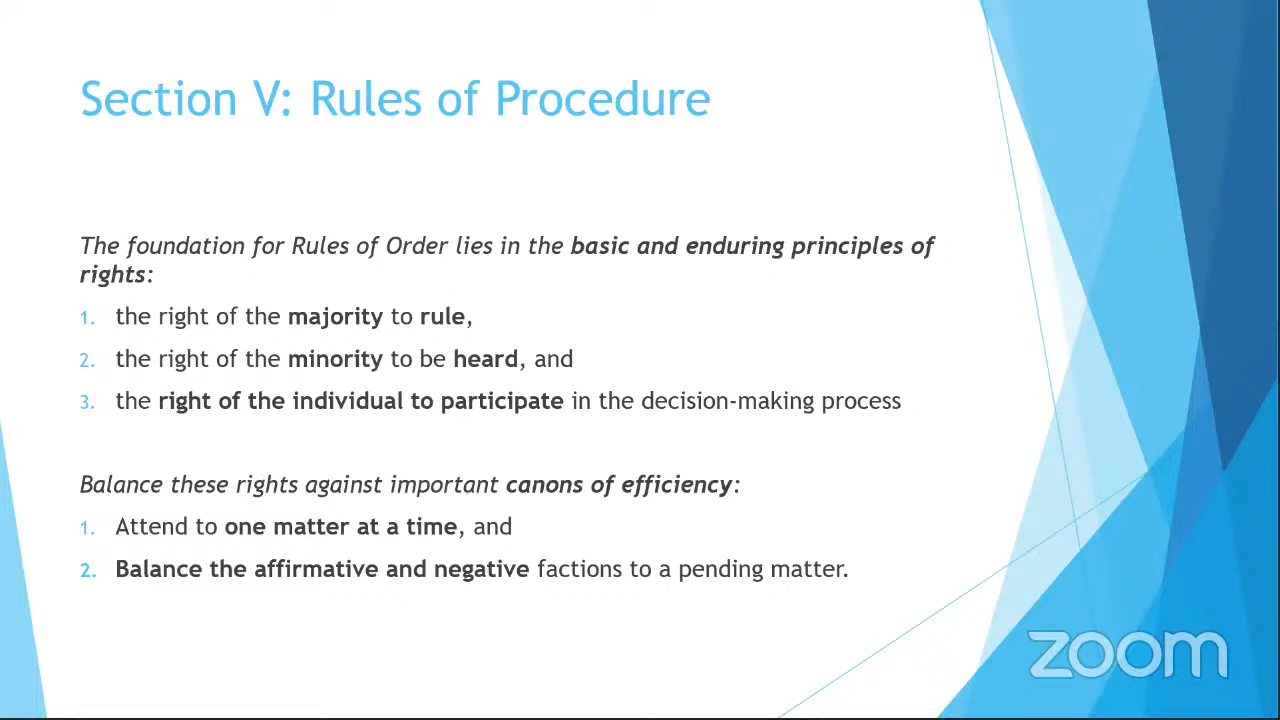 Section V: Rules of Procedure
The foundation for Rules of Order lies in the basic and enduring principles of
rights:
1. the right of the majority to rule,
2. the right of the minority to be heard, and
3. the right of the individual to participate in the decision-making process
Balance these rights against important canons of efficiency:
1. Attend to one matter at a time, and
2. Balance the affirmative and negative factions to a pending matter.
zoom